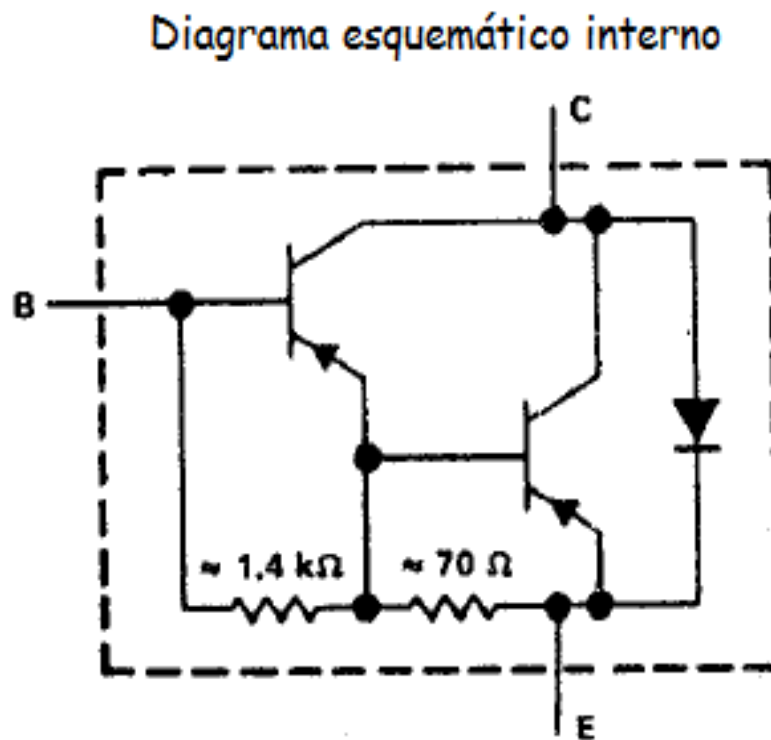 Diagrama esquemático interno
C
B
≈ 1,4 kΩ ≈ 70 Ω
E